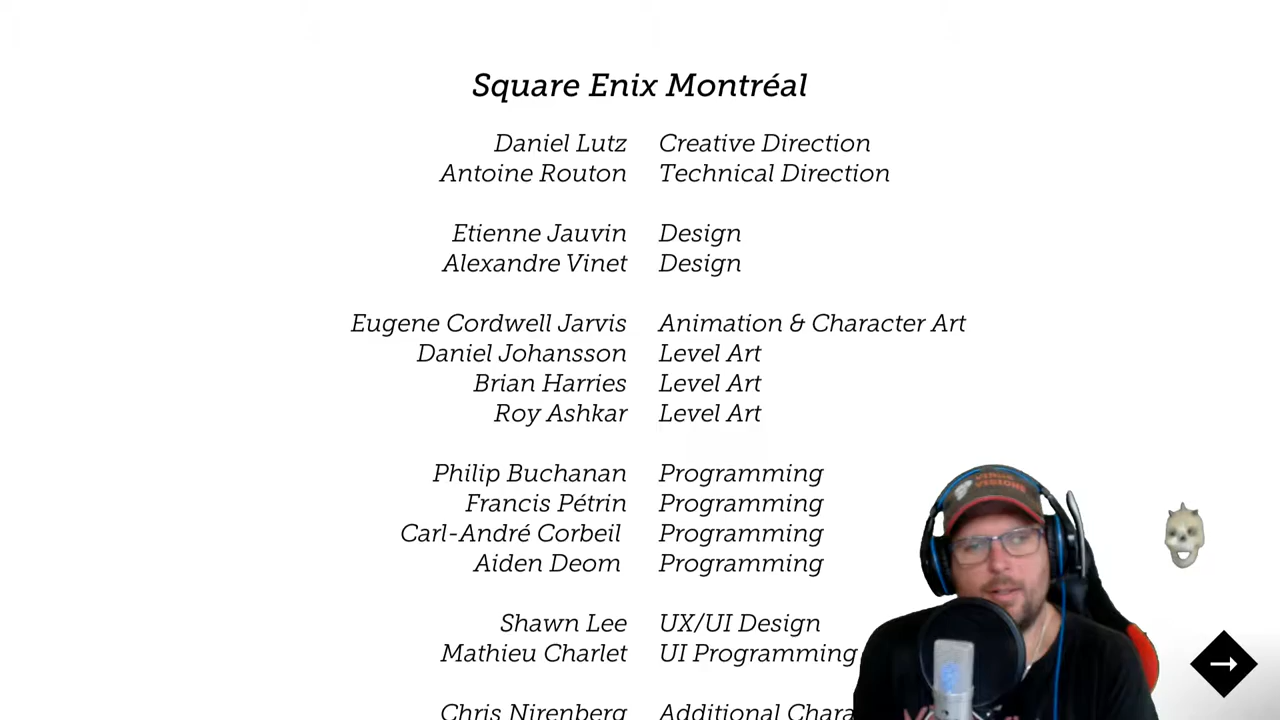 Square Enix Montréal
Daniel Lutz Creative Direction
Antoine Routon Technical Direction
Etienne Jauvin Design
Alexandre Vinet Design
Eugene Cordwell Jarvis Animation & Character Art
Daniel Johansson Level Art
Brian Harries Level Art
Roy Ashkar Level Art
Philip Buchanan Programming
Francis Pétrin Programming
Carl-André Corbeil Programming
Aiden Deom Programming
Shawn Lee UX/UI Design
Mathieu Charlet UI Programming
Chris Nirenberg Additional Chara